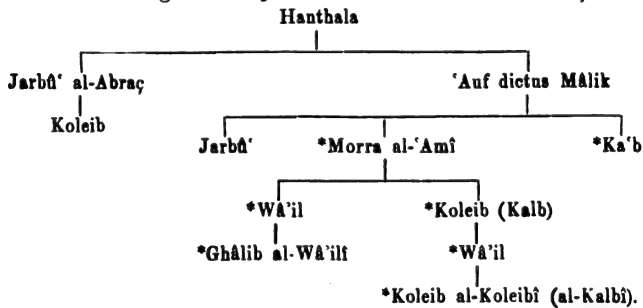 Hanthala
Jarbû‘ al-Abraç ‘Auf dictus Mâlik
Koleib
Jarbû‘ *Morra al-‘Amî *Ka‘b
*Wâ’il *Koleib (Kalb)
*Ghâlib al-Wâ’ilî *Wâ’il
*Koleib al-Koleibî (al-Kalbî).